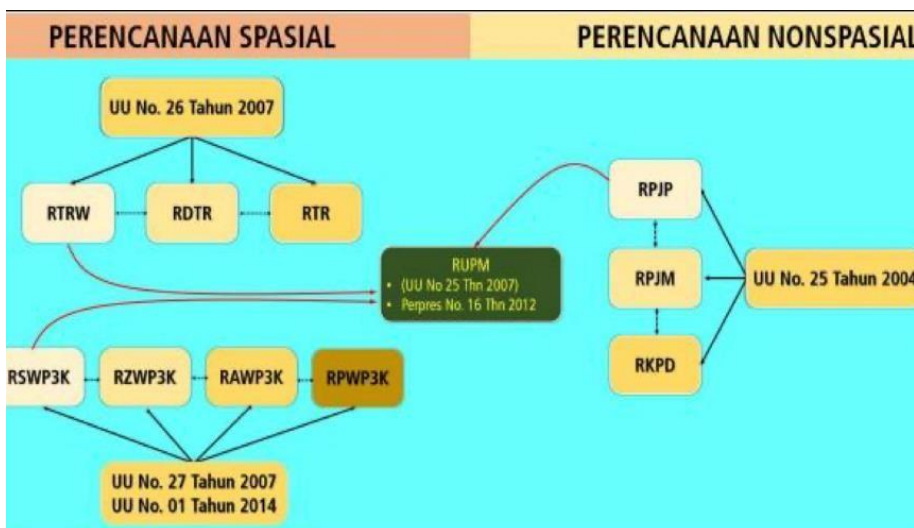 PERENCANAAN SPASIAL
PERENCANAAN NONSPASIAL
UU No. 26 Tahun 2007
RTRW
RDTR
RTR
RPJP
RUPM
• (UU No 25 Thn 2007)
• Perpres No. 16 Thn 2012
RPJM
UU No. 25 Tahun 2004
RKPD
RSWP3K
RZWP3K
RAWP3K
RPWP3K
UU No. 27 Tahun 2007
UU No. 01 Tahun 2014